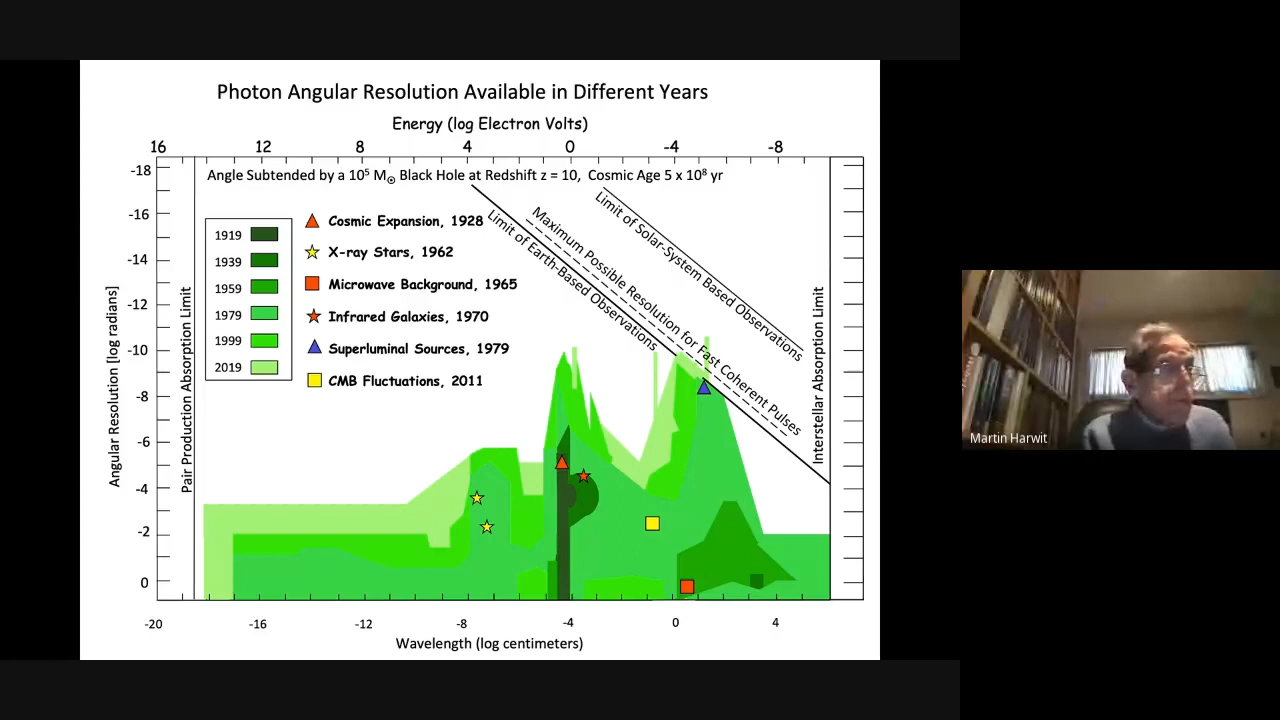 Photon Angular Resolution Available in Different Years
Energy (log Electron Volts)
16 12 8 4 0 -4 -8
Angle Subtended by a 10⁵ M☉ Black Hole at Redshift z = 10, Cosmic Age 5 x 10⁸ yr
-18
-16
-14
-12
-10
-8
-6
-4
-2
0
Angular Resolution [log radians]
Pair Production Absorption Limit
1919
1939
1959
1979
1999
2019
Cosmic Expansion, 1928
X-ray Stars, 1962
Microwave Background, 1965
Infrared Galaxies, 1970
Superluminal Sources, 1979
CMB Fluctuations, 2011
Limit of Earth-Based Observations
Maximum Possible Resolution for Fast Coherent Pulses
Limit of Solar-System Based Observations
Interstellar Absorption Limit
-20 -16 -12 -8 -4 0 4
Wavelength (log centimeters)
Martin Harwit